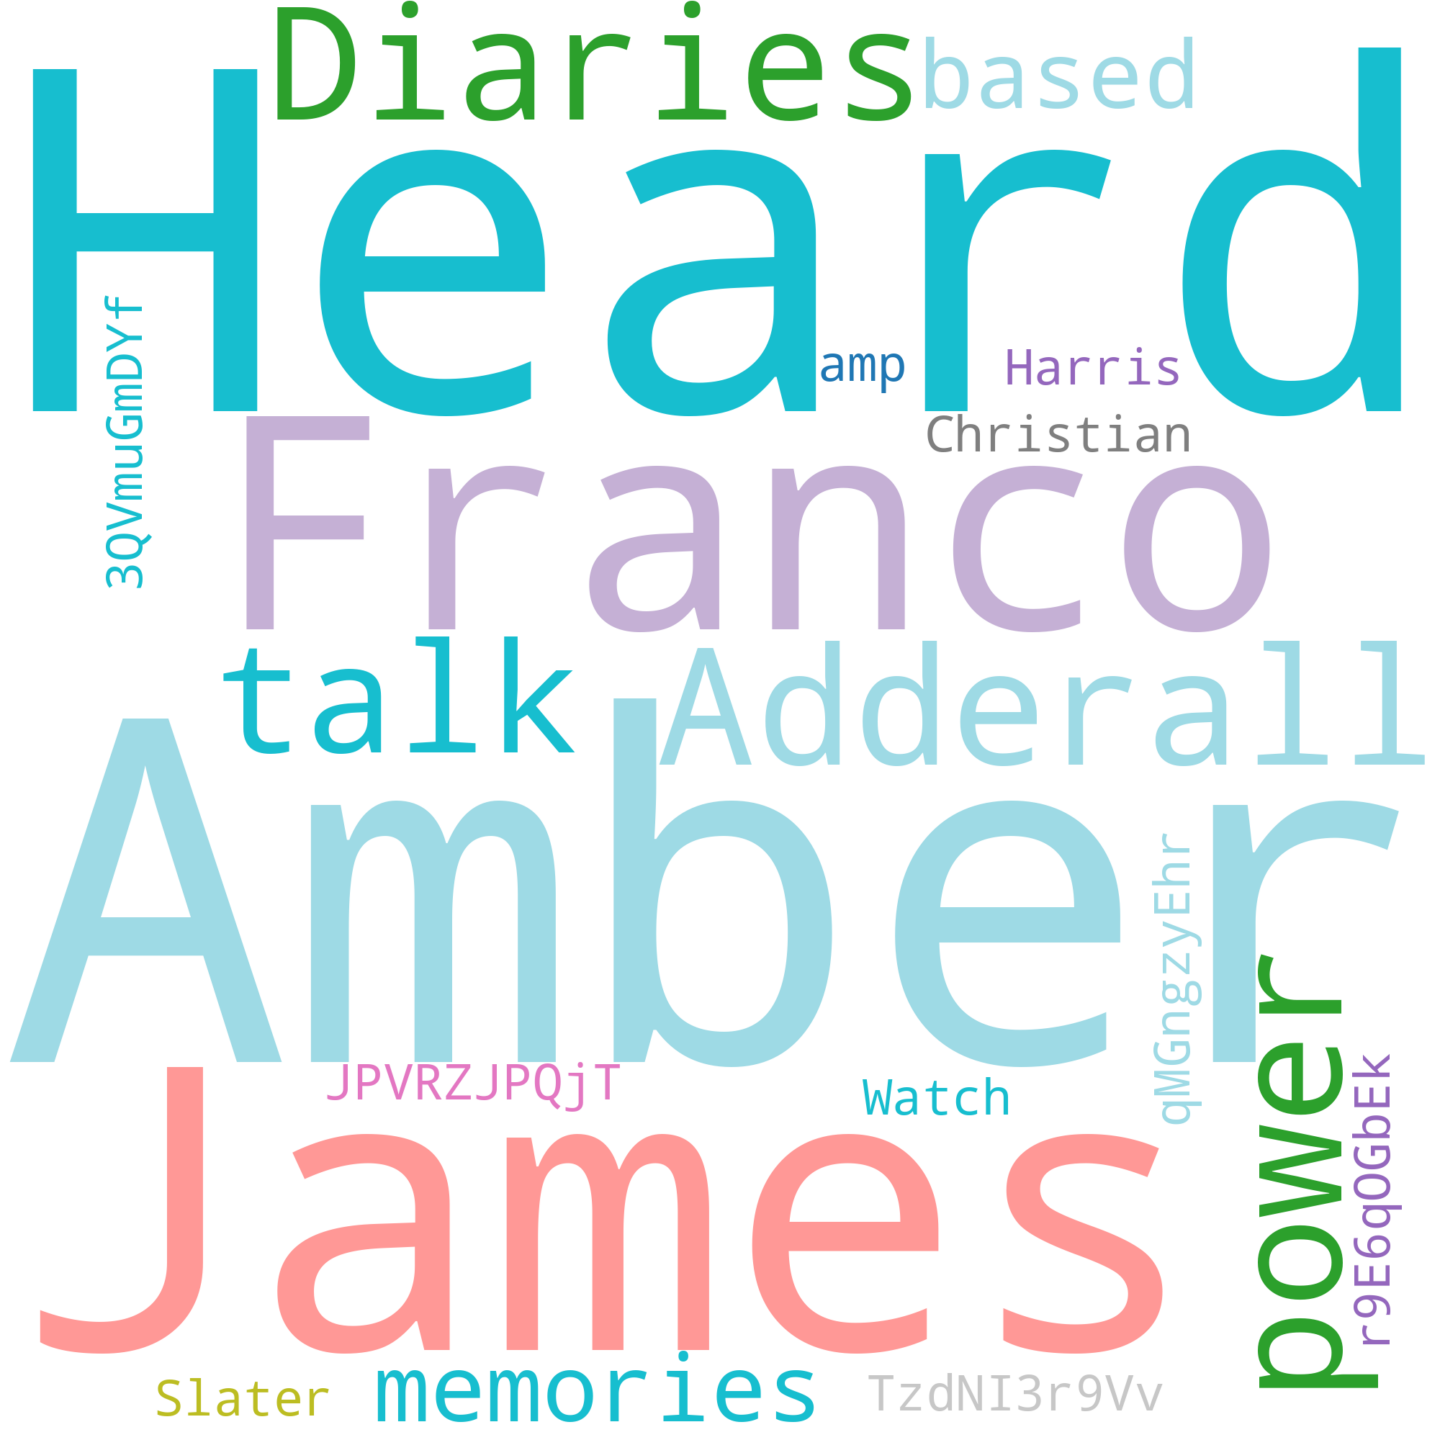 Diaries
based
Heard
3QVmuGmDYf
amp
Harris
Christian
Franco
talk
Adderall
Amber
qMGngzyEhr
power
r9E6qOGbEk
JPVRZJPQjT
Watch
James
Slater
memories
TzdNI3r9Vv